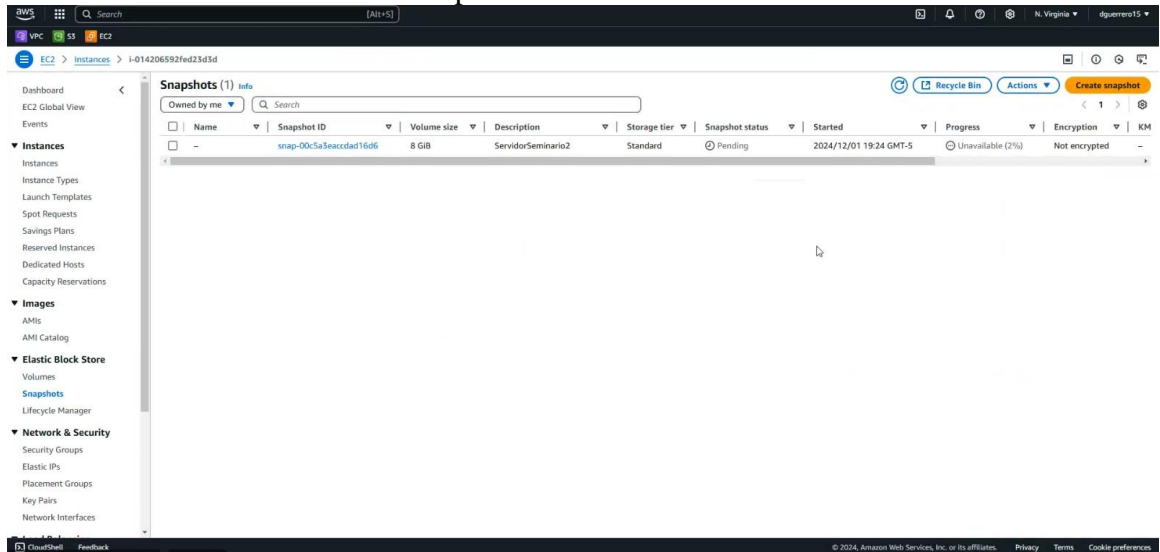 aws Search [Alt+S] N. Virginia ▼ dguerrero15 ▼
VPC S3 EC2
EC2 > Instances > i-014206592fed23d3d
Dashboard
EC2 Global View
Events
Instances
Instances
Instance Types
Launch Templates
Spot Requests
Savings Plans
Reserved Instances
Dedicated Hosts
Capacity Reservations
Images
AMIs
AMI Catalog
Elastic Block Store
Volumes
Snapshots
Lifecycle Manager
Network & Security
Security Groups
Elastic IPs
Placement Groups
Key Pairs
Network Interfaces
Snapshots (1) Info Recycle Bin Actions ▼ Create snapshot
Owned by me ▼ Search < 1 >
Name Snapshot ID Volume size Description Storage tier Snapshot status Started Progress Encryption KM
– snap-00c5a3eaccdad16d6 8 GiB ServidorSeminario2 Standard Pending 2024/12/01 19:24 GMT-5 Unavailable (2%) Not encrypted –
CloudShell Feedback © 2024, Amazon Web Services, Inc. or its affiliates. Privacy Terms Cookie preferences